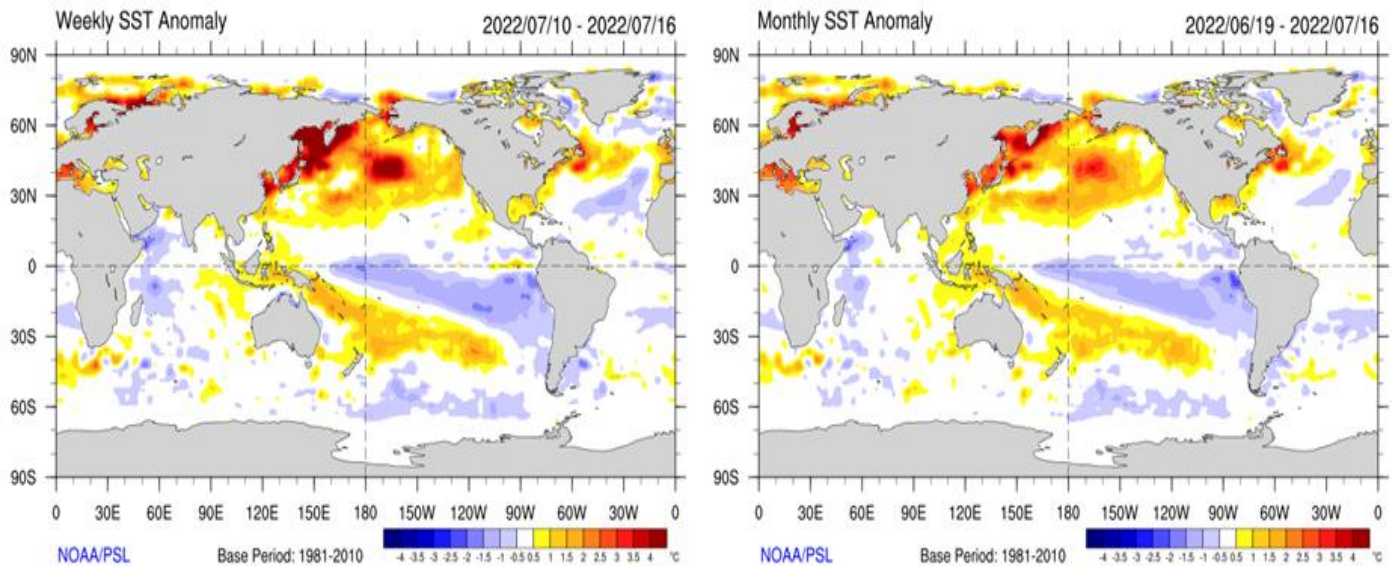 Weekly SST Anomaly 2022/07/10 - 2022/07/16
90N
60N
30N
0
30S
60S
90S
0 30E 60E 90E 120E 150E 180 150W 120W 90W 60W 30W 0
NOAA/PSL Base Period: 1981-2010
-4 -3.5 -3 -2.5 -2 -1.5 -1 -0.5 0.5 1 1.5 2 2.5 3 3.5 4 °C
Monthly SST Anomaly 2022/06/19 - 2022/07/16
90N
60N
30N
0
30S
60S
90S
0 30E 60E 90E 120E 150E 180 150W 120W 90W 60W 30W 0
NOAA/PSL Base Period: 1981-2010
-4 -3.5 -3 -2.5 -2 -1.5 -1 -0.5 0.5 1 1.5 2 2.5 3 3.5 4 °C